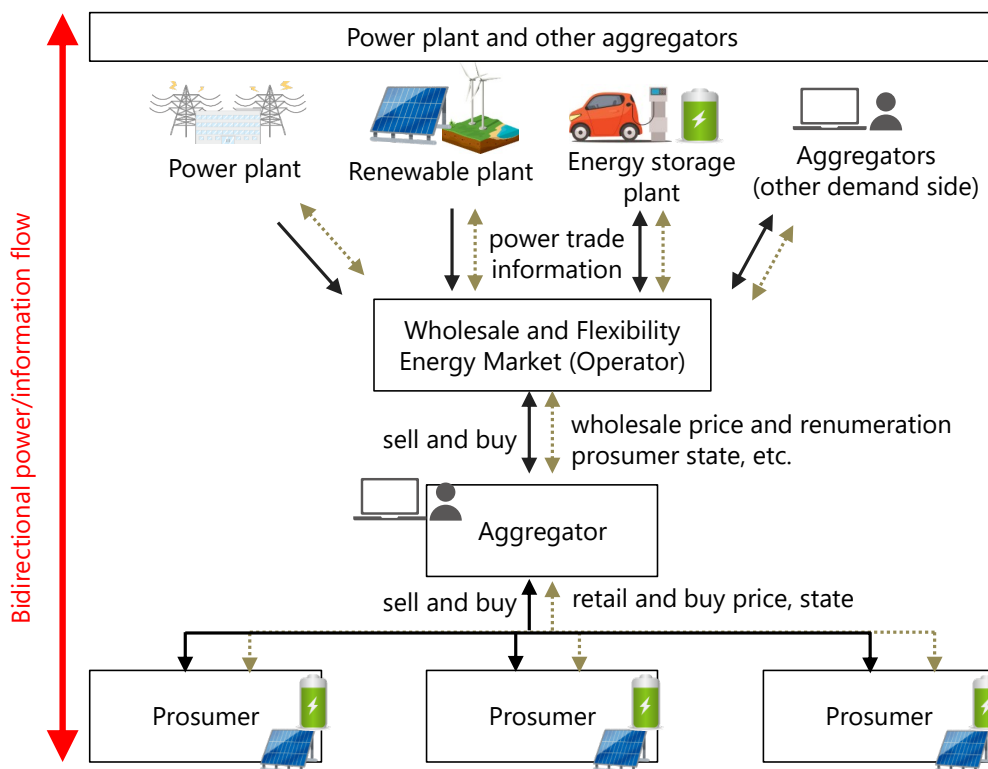 Power plant and other aggregators
Power plant
Renewable plant
Energy storage
plant
Aggregators
(other demand side)
Bidirectional power/information flow
power trade
information
Wholesale and Flexibility
Energy Market (Operator)
sell and buy
wholesale price and renumeration
prosumer state, etc.
Aggregator
sell and buy
retail and buy price, state
Prosumer
Prosumer
Prosumer